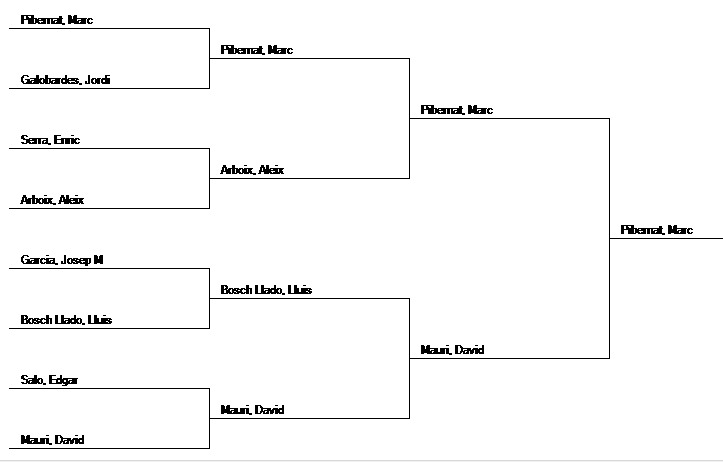 Pibernat, Marc
Pibernat, Marc
Galobardes, Jordi
Pibernat, Marc
Serra, Enric
Arboix, Aleix
Arboix, Aleix
Pibernat, Marc
Garcia, Josep M
Bosch Llado, Lluis
Bosch Llado, Lluis
Mauri, David
Salo, Edgar
Mauri, David
Mauri, David